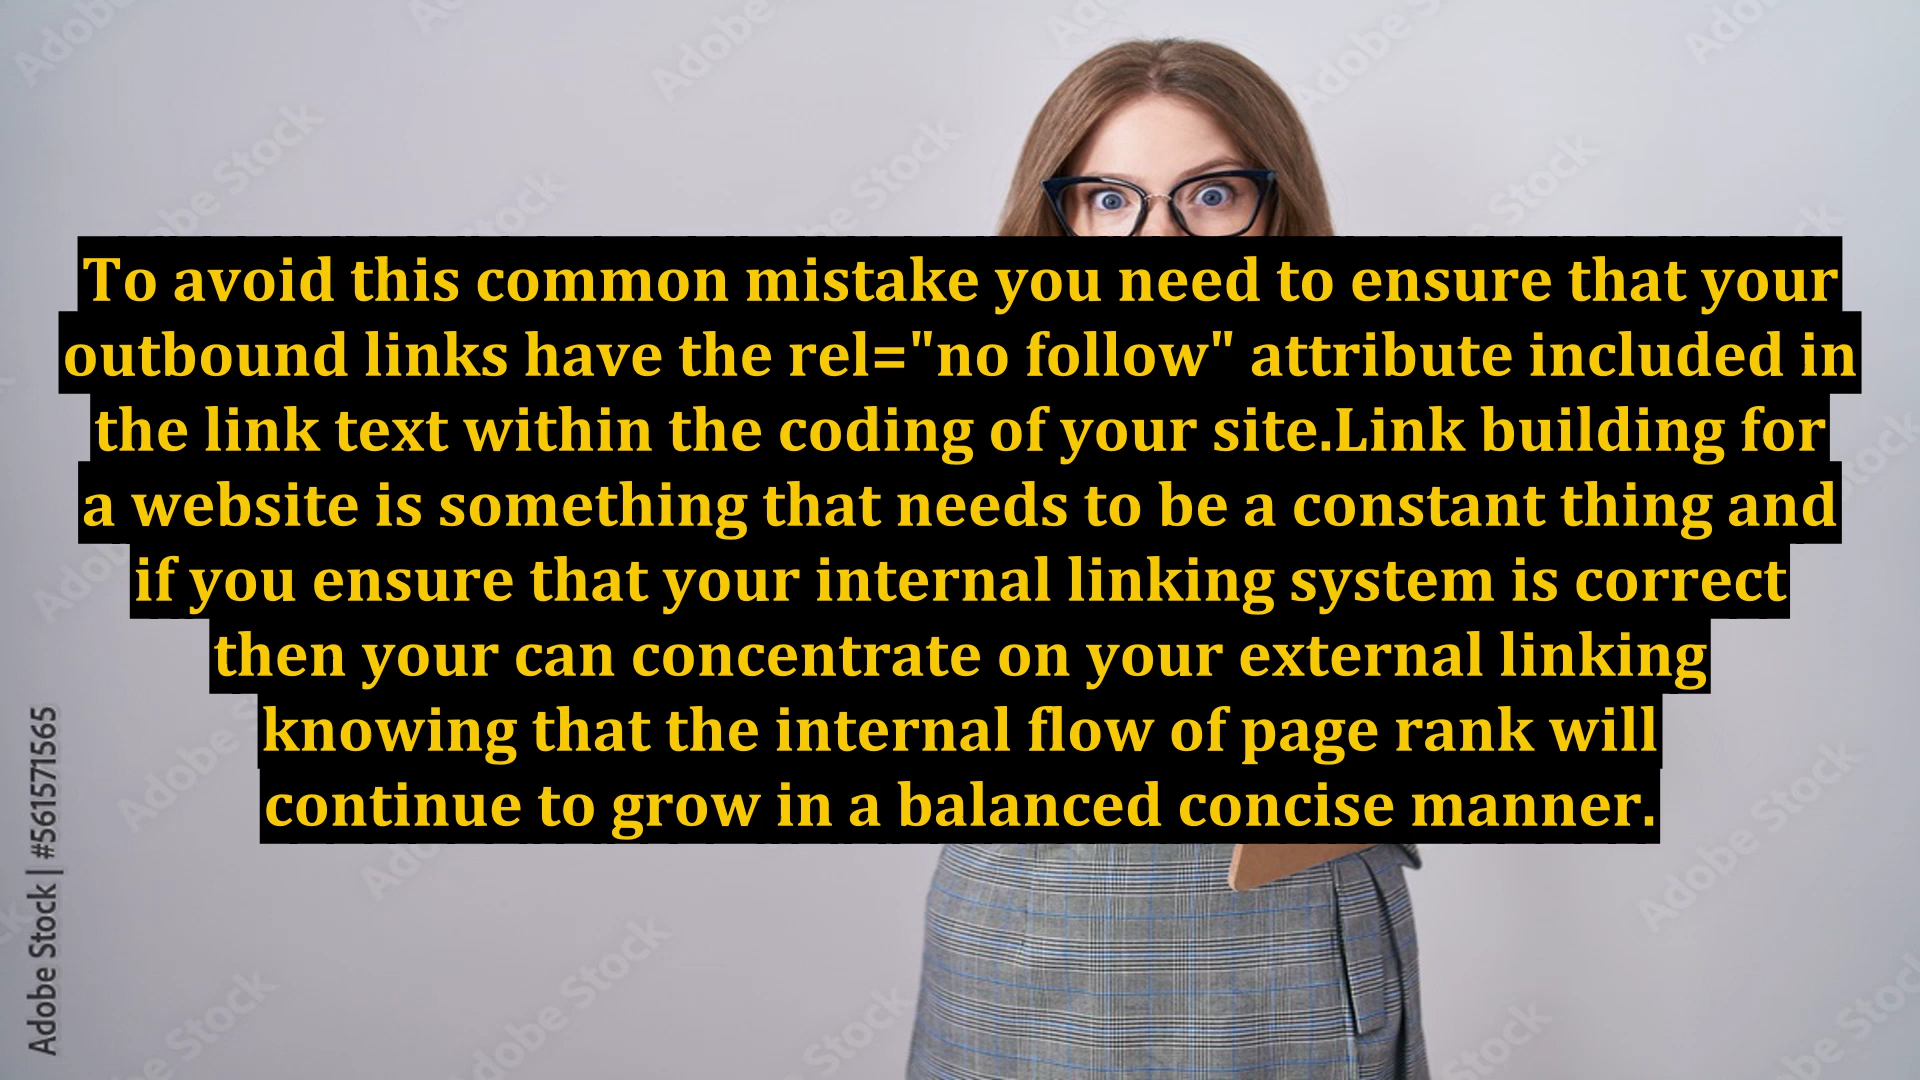 To avoid this common mistake you need to ensure that your
outbound links have the rel="no follow" attribute included in
the link text within the coding of your site.Link building for
a website is something that needs to be a constant thing and
if you ensure that your internal linking system is correct
then your can concentrate on your external linking
knowing that the internal flow of page rank will
continue to grow in a balanced concise manner.
Adobe Stock | #561571565
Adobe Stock